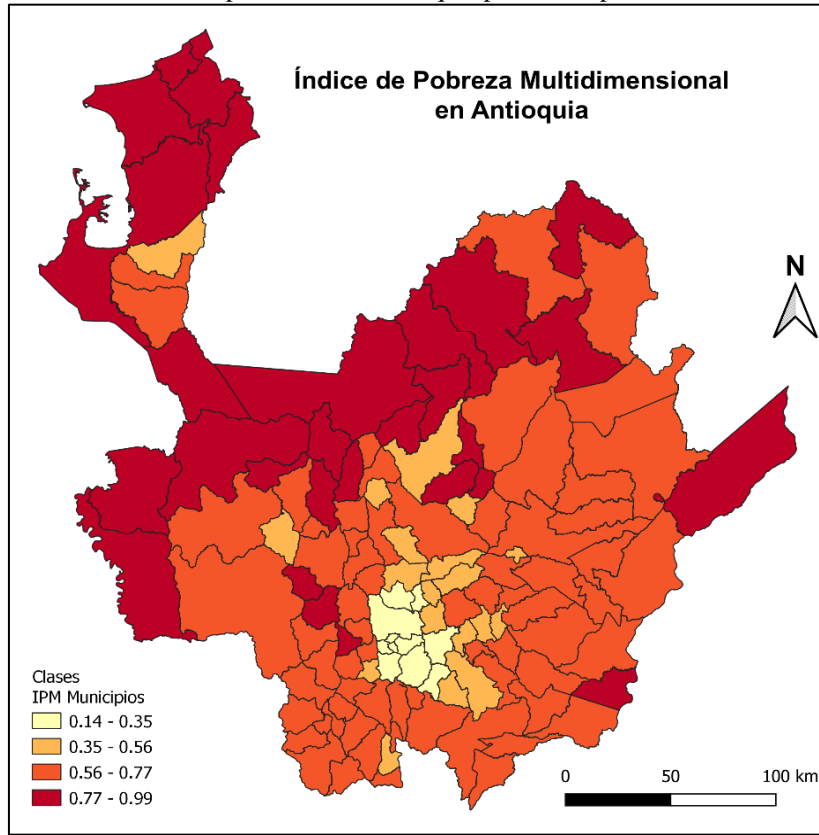 Índice de Pobreza Multidimensional
en Antioquia
N
Clases
IPM Municipios
0.14 - 0.35
0.35 - 0.56
0.56 - 0.77
0.77 - 0.99
0 50 100 km